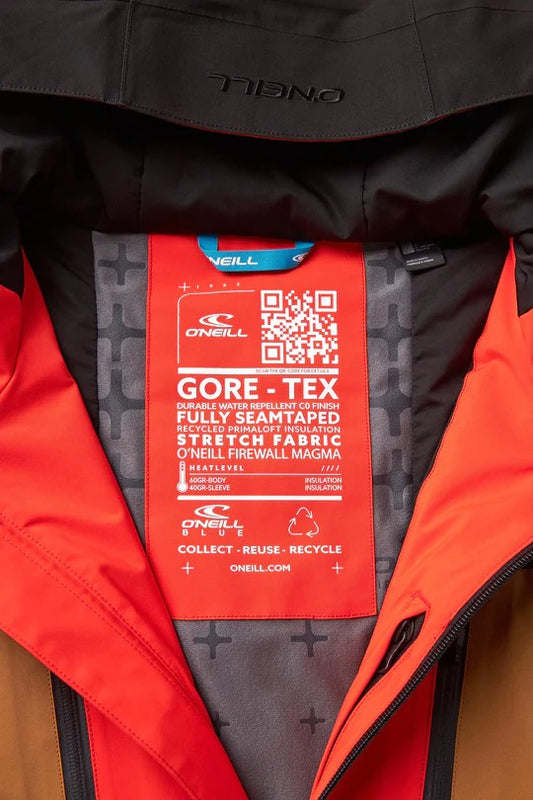 O'NEILL
O'NEILL
1952
O'NEILL
SCAN THE QR-CODE FOR DETAILS
GORE - TEX
DURABLE WATER REPELLENT C0 FINISH
FULLY SEAMTAPED
RECYCLED PRIMALOFT INSULATION
STRETCH FABRIC
O'NEILL FIREWALL MAGMA
HEATLEVEL ////
60GR-BODY INSULATION
40GR-SLEEVE INSULATION
O'NEILL
BLUE
COLLECT - REUSE - RECYCLE
ONEILL.COM